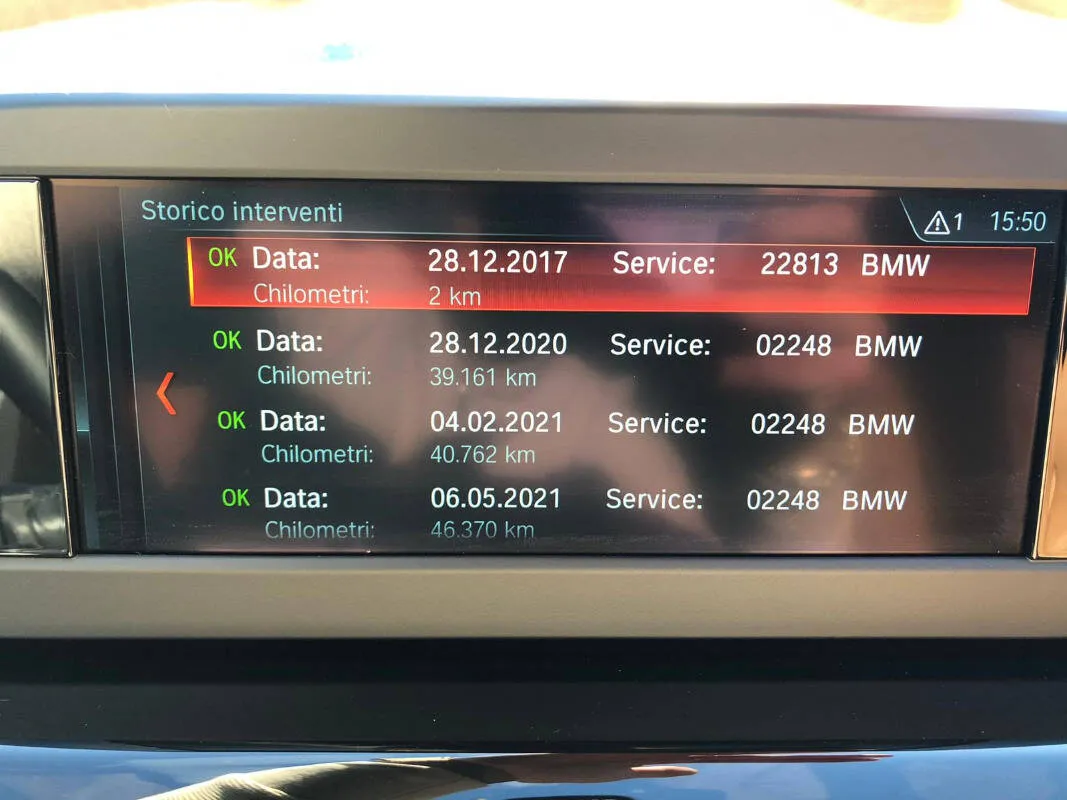 Storico interventi
1 15:50
OK Data: 28.12.2017 Service: 22813 BMW
Chilometri: 2 km
OK Data: 28.12.2020 Service: 02248 BMW
Chilometri: 39.161 km
OK Data: 04.02.2021 Service: 02248 BMW
Chilometri: 40.762 km
OK Data: 06.05.2021 Service: 02248 BMW
Chilometri: 46.370 km